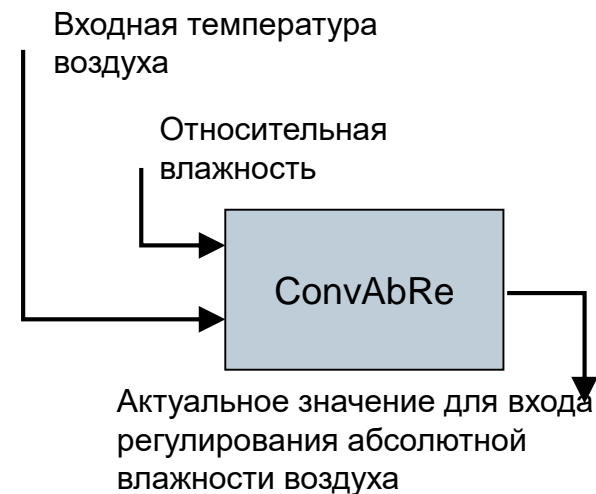 Входная температура
воздуха
Относительная
влажность
ConvAbRe
Актуальное значение для входа
регулирования абсолютной
влажности воздуха